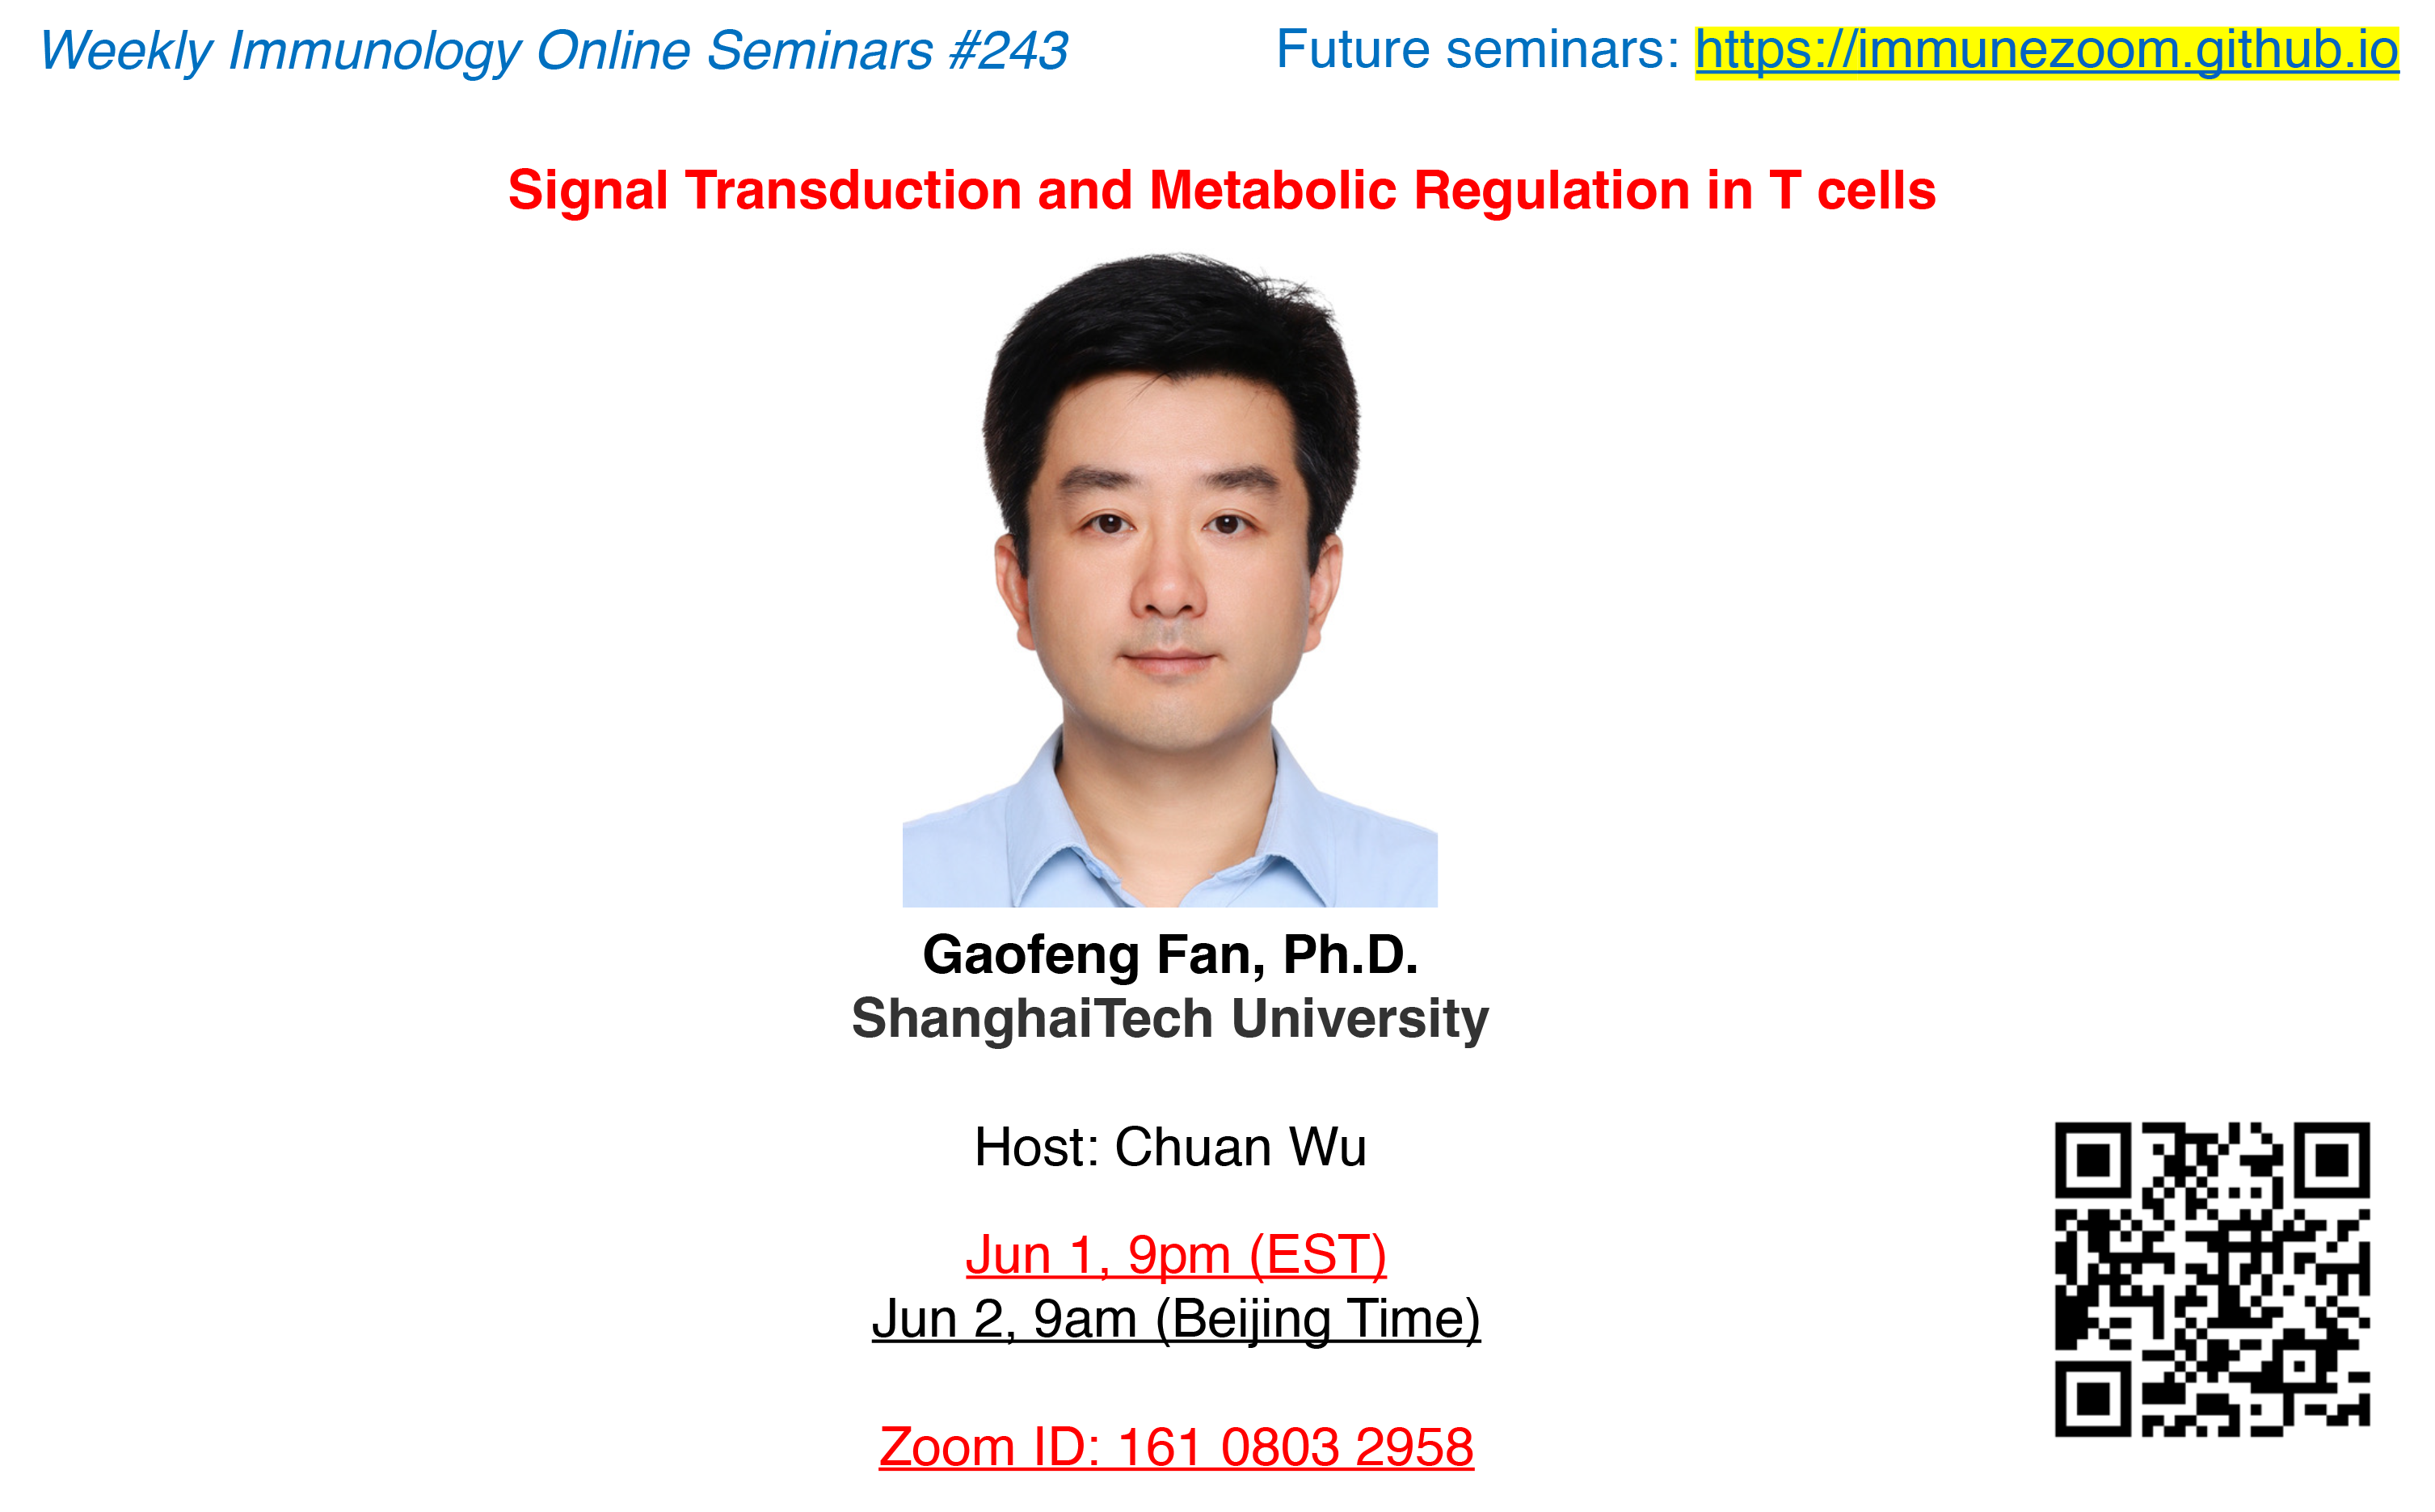 Weekly Immunology Online Seminars #243
Future seminars: https://immunezoom.github.io
Signal Transduction and Metabolic Regulation in T cells
Gaofeng Fan, Ph.D.
ShanghaiTech University
Host: Chuan Wu
Jun 1, 9pm (EST)
Jun 2, 9am (Beijing Time)
Zoom ID: 161 0803 2958